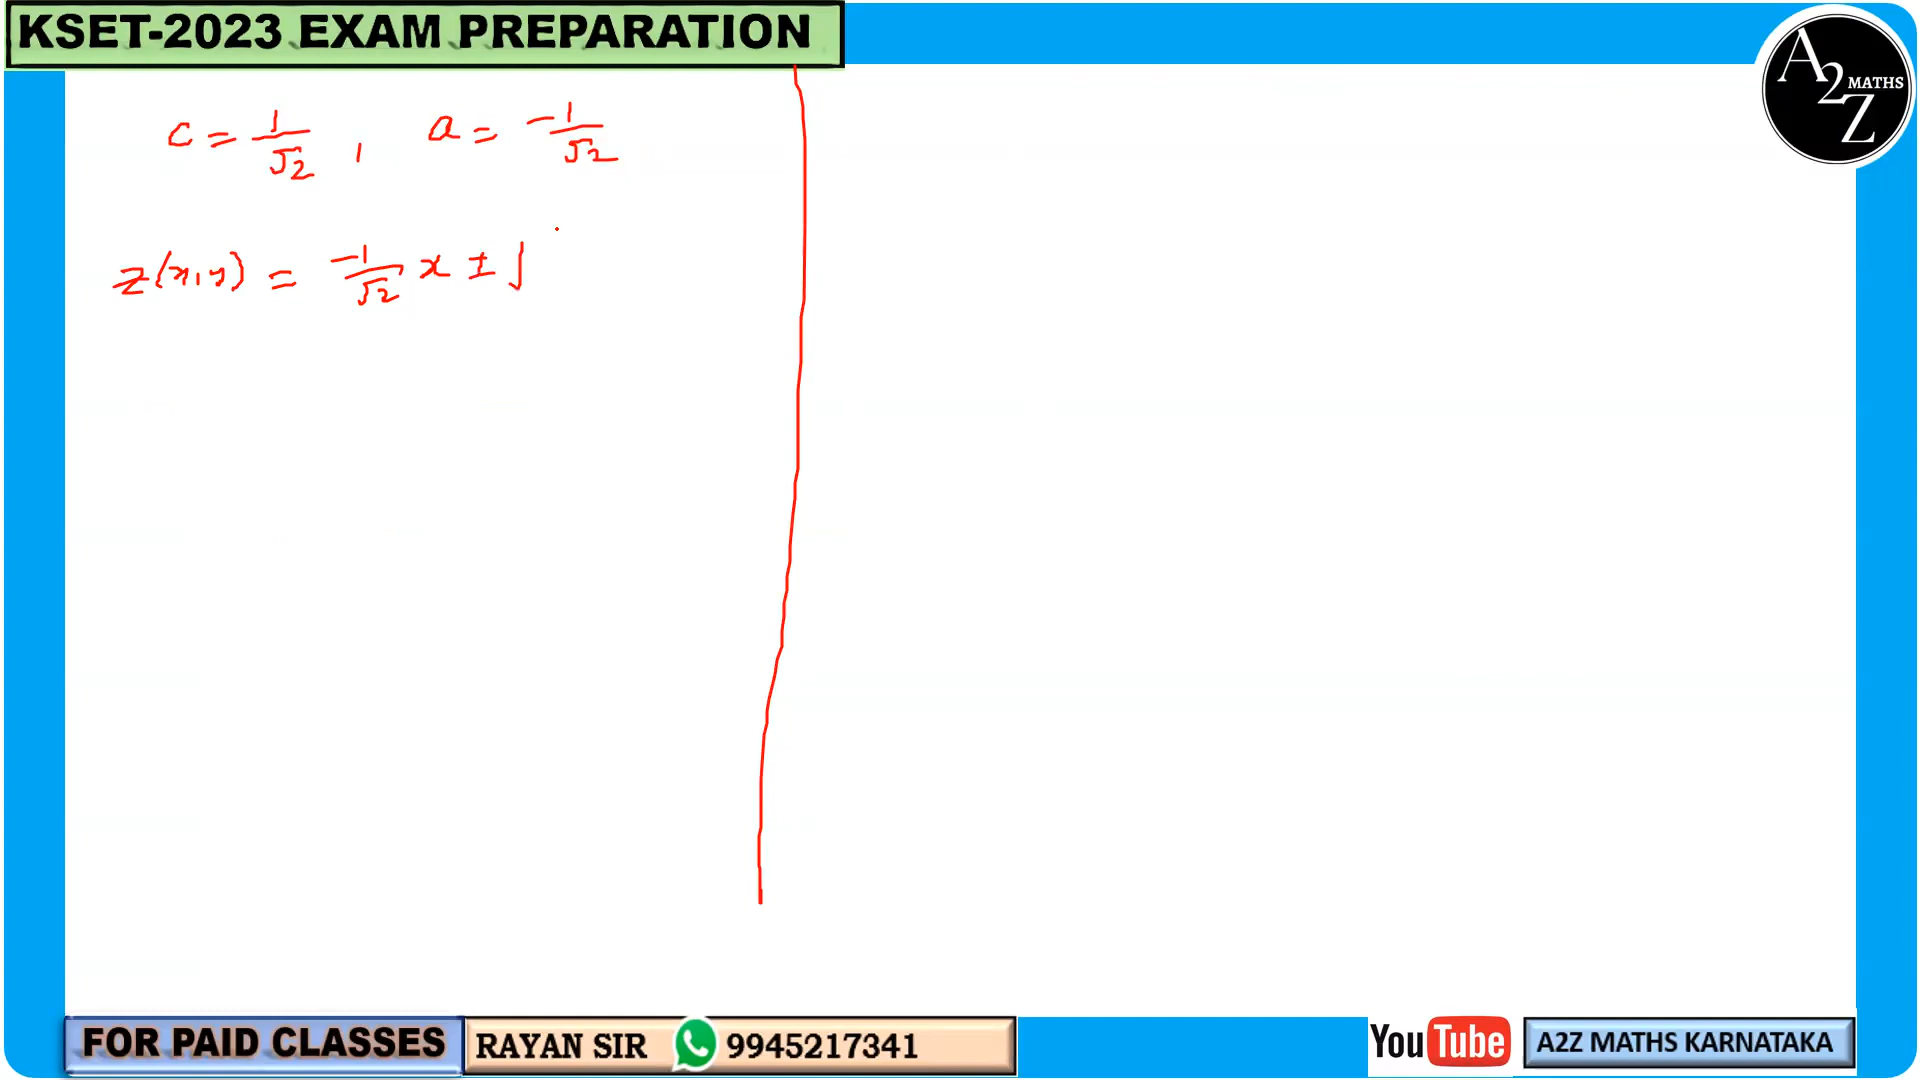 KSET-2023 EXAM PREPARATION
A2Z MATHS
c = 1/√2 , a = -1/√2
z(x,y) = -1/√2 x ± √
FOR PAID CLASSES
RAYAN SIR 9945217341
YouTube
A2Z MATHS KARNATAKA